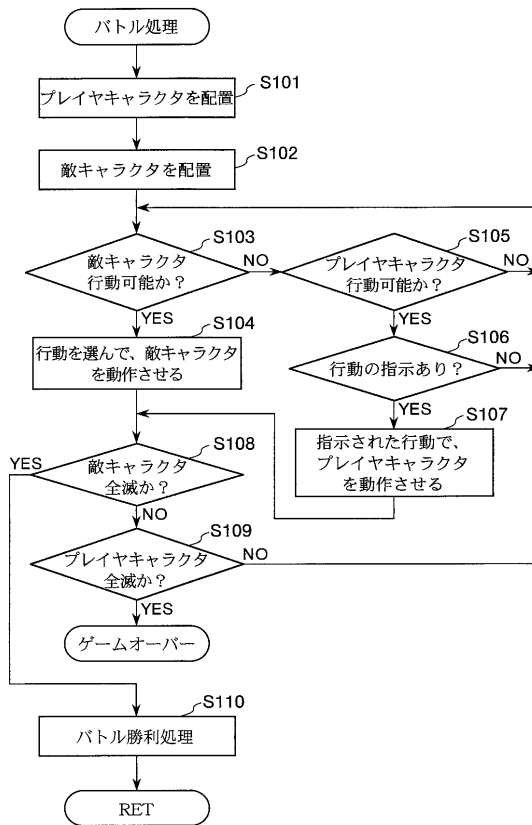 バトル処理
プレイヤキャラクタを配置
S101
敵キャラクタを配置
S102
敵キャラクタ
行動可能か?
S103
NO
YES
プレイヤキャラクタ
行動可能か?
S105
NO
YES
行動を選んで、敵キャラクタ
を動作させる
S104
行動の指示あり?
S106
NO
YES
指示された行動で、
プレイヤキャラクタ
を動作させる
S107
敵キャラクタ
全滅か?
S108
YES
NO
プレイヤキャラクタ
全滅か?
S109
NO
YES
ゲームオーバー
バトル勝利処理
S110
RET